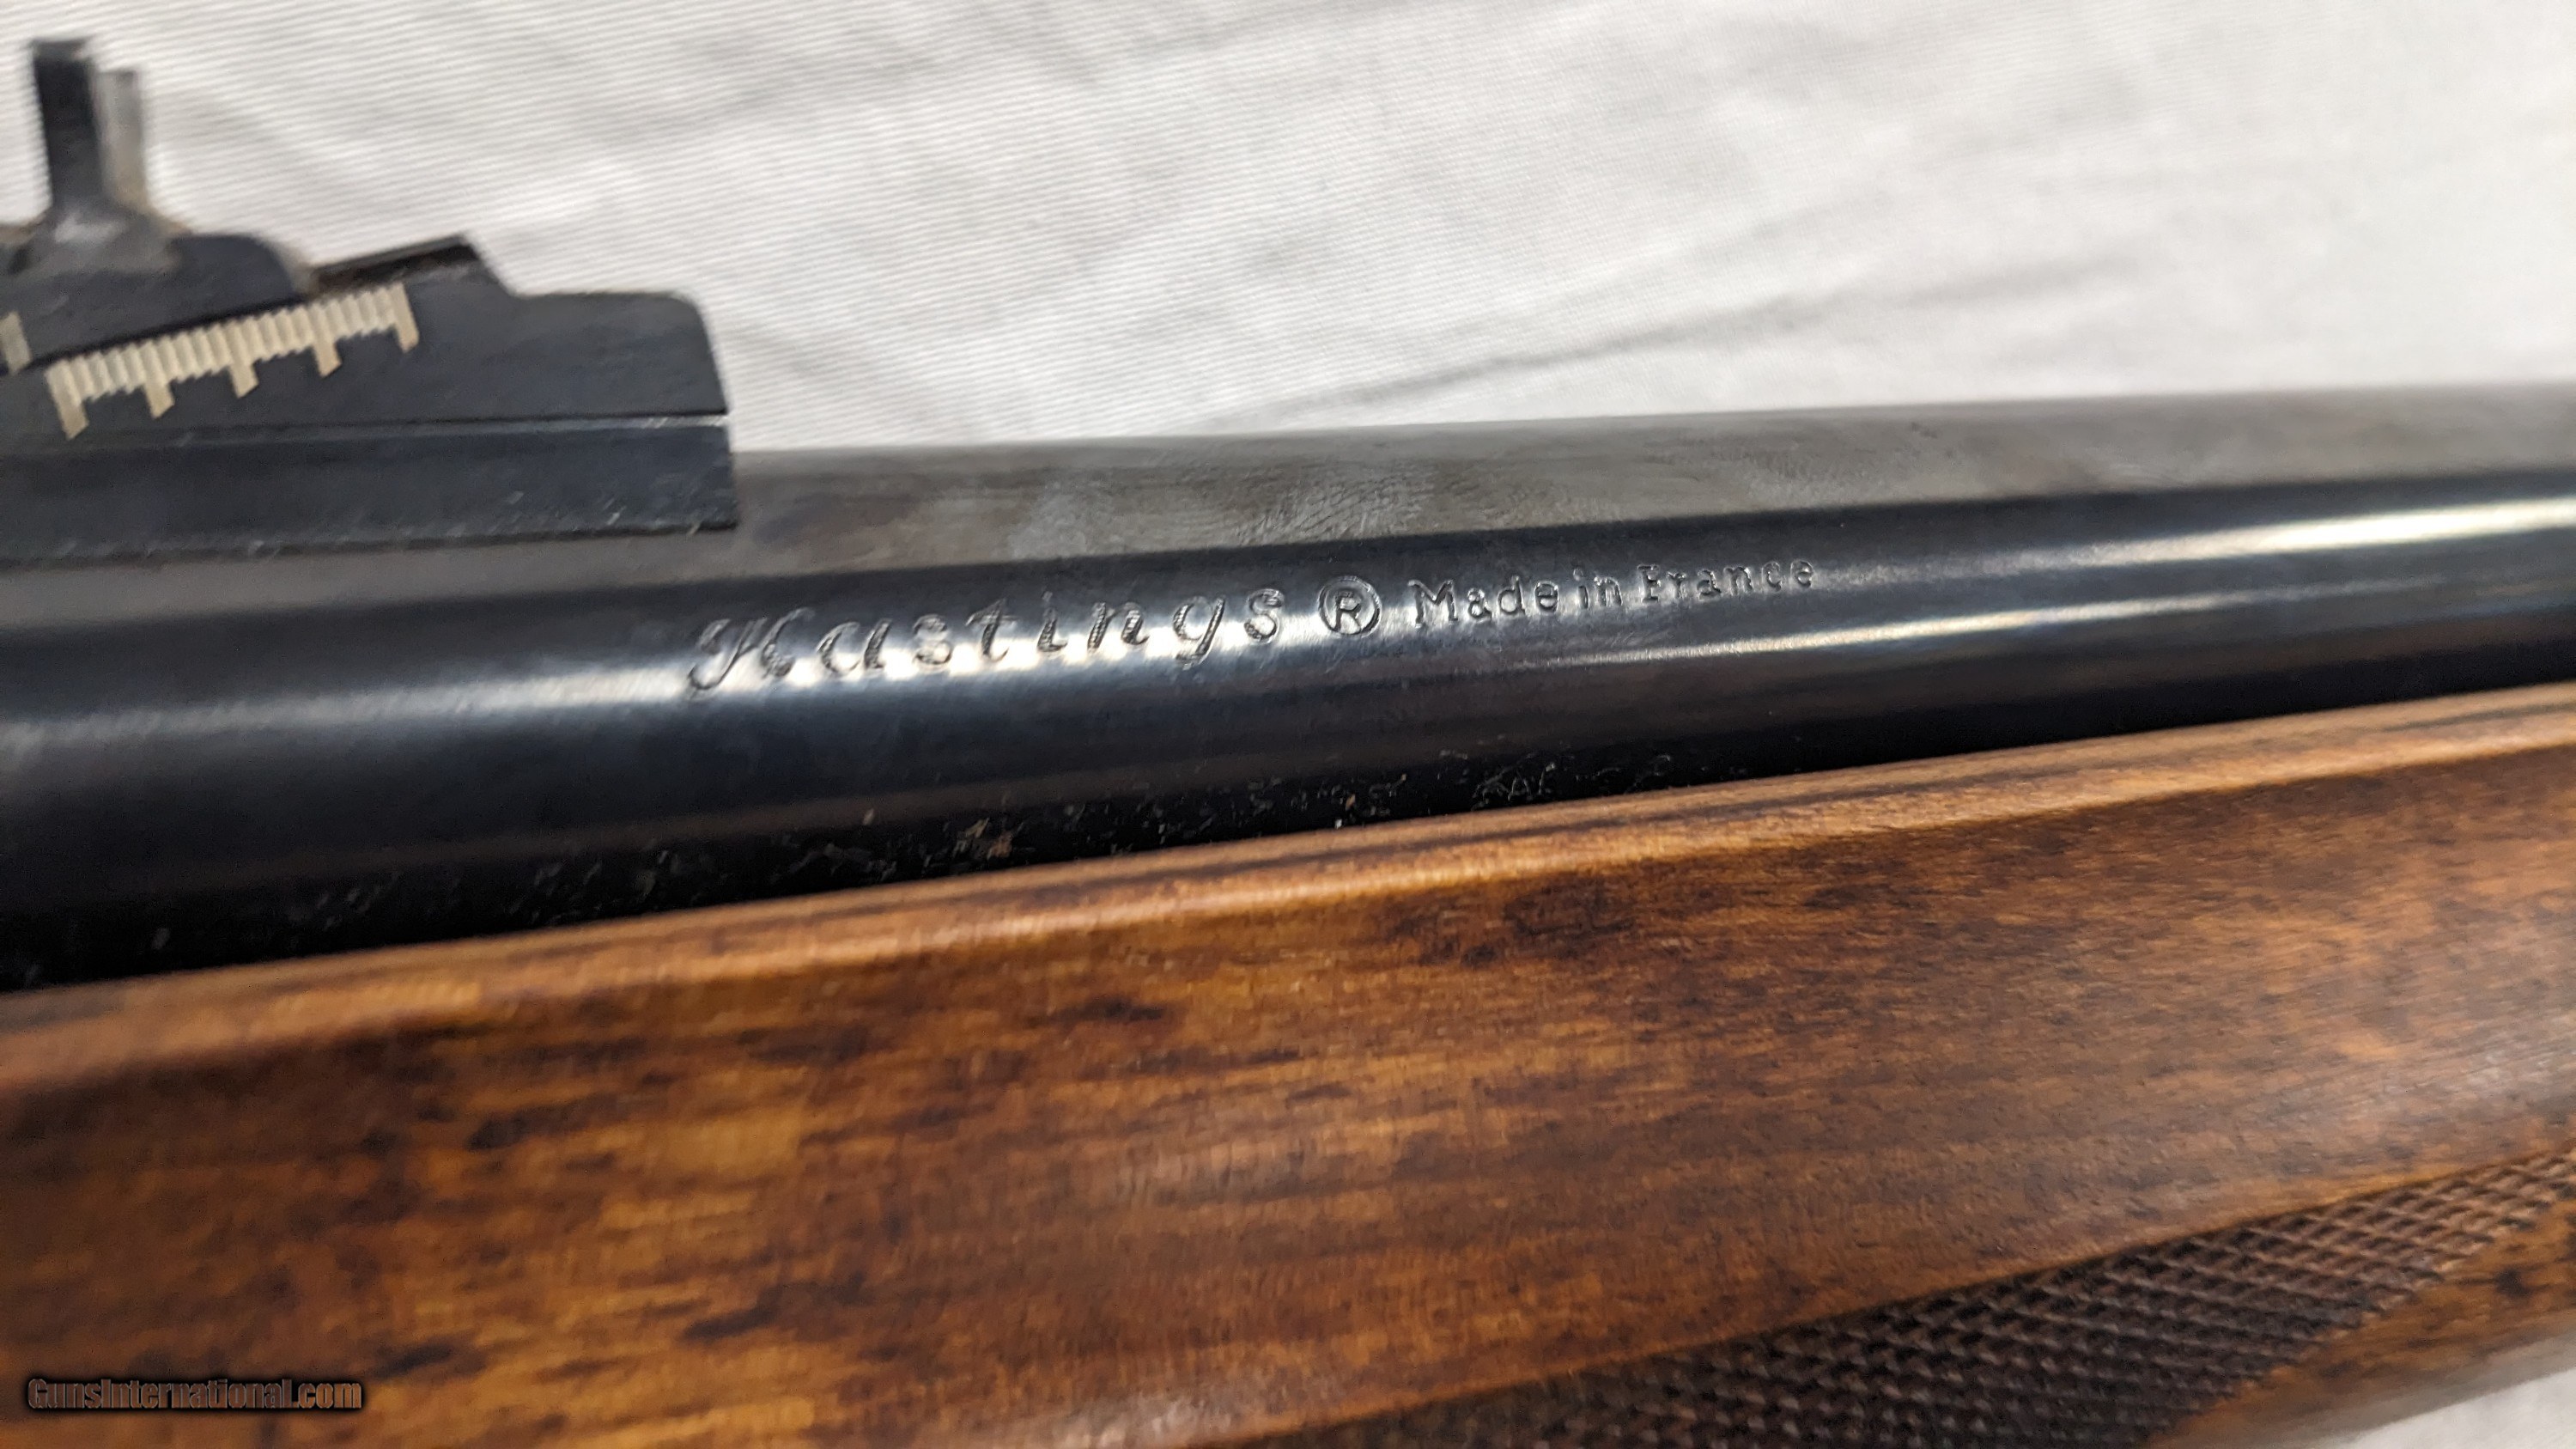 Hastings ® Made in France
GunsInternational.com